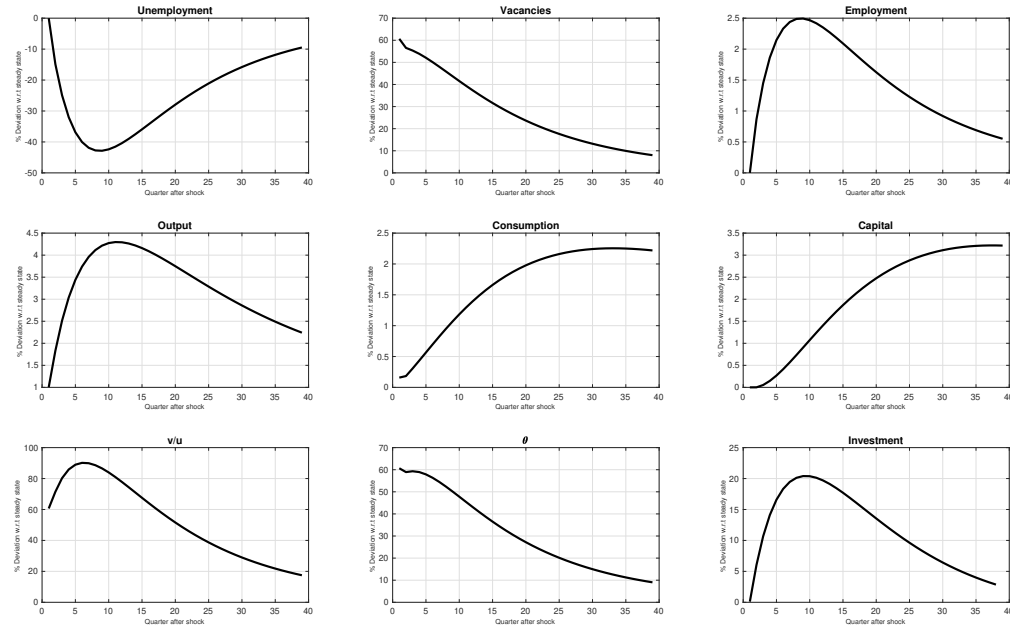 Unemployment
% Deviation w.r.t steady state
0
-10
-20
-30
-40
-50
0 5 10 15 20 25 30 35 40
Quarter after shock
Vacancies
% Deviation w.r.t steady state
70
60
50
40
30
20
10
0
0 5 10 15 20 25 30 35 40
Quarter after shock
Employment
% Deviation w.r.t steady state
2.5
2
1.5
1
0.5
0
0 5 10 15 20 25 30 35 40
Quarter after shock
Output
% Deviation w.r.t steady state
4.5
4
3.5
3
2.5
2
1.5
1
0 5 10 15 20 25 30 35 40
Quarter after shock
Consumption
% Deviation w.r.t steady state
2.5
2
1.5
1
0.5
0
0 5 10 15 20 25 30 35 40
Quarter after shock
Capital
% Deviation w.r.t steady state
3.5
3
2.5
2
1.5
1
0.5
0
0 5 10 15 20 25 30 35 40
Quarter after shock
v/u
% Deviation w.r.t steady state
100
80
60
40
20
0
0 5 10 15 20 25 30 35 40
Quarter after shock
θ
% Deviation w.r.t steady state
70
60
50
40
30
20
10
0
0 5 10 15 20 25 30 35 40
Quarter after shock
Investment
% Deviation w.r.t steady state
25
20
15
10
5
0
0 5 10 15 20 25 30 35 40
Quarter after shock